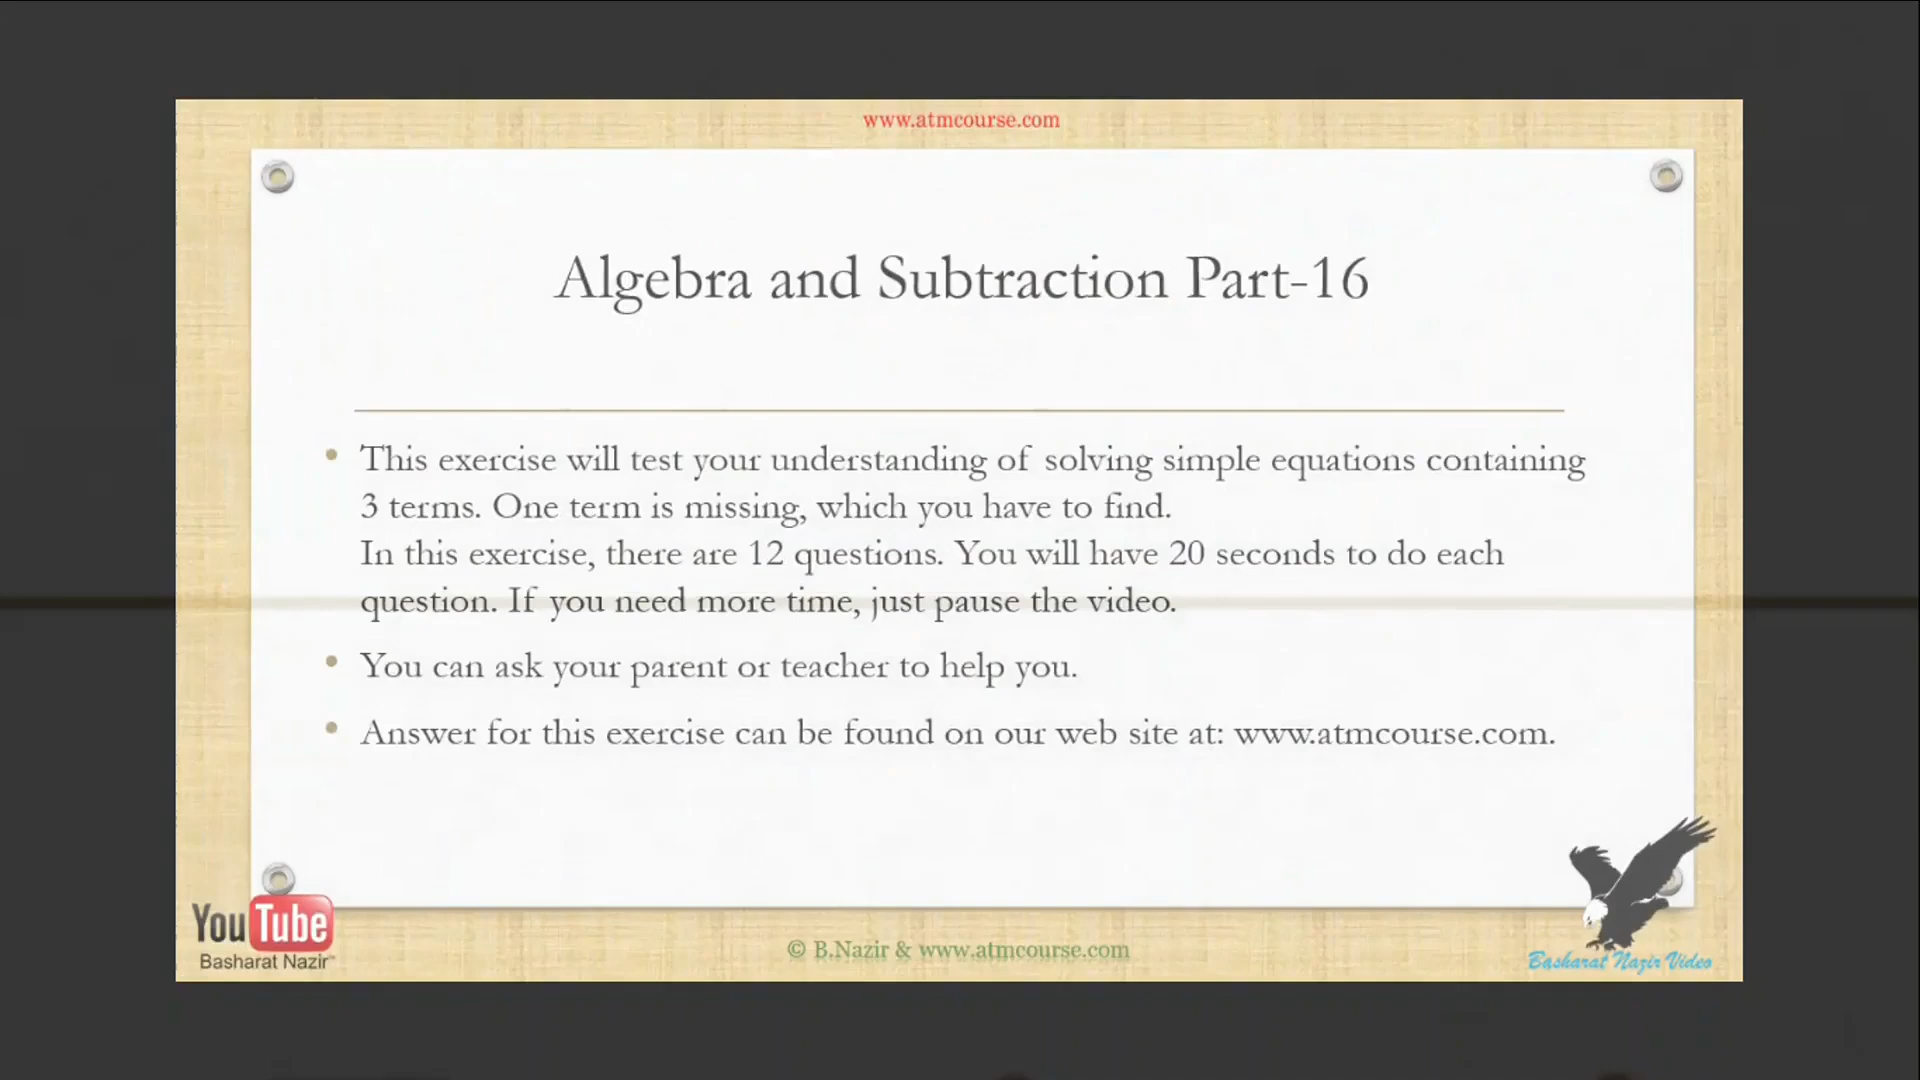 www.atmcourse.com
Algebra and Subtraction Part-16
• This exercise will test your understanding of solving simple equations containing
3 terms. One term is missing, which you have to find.
In this exercise, there are 12 questions. You will have 20 seconds to do each
question. If you need more time, just pause the video.
• You can ask your parent or teacher to help you.
• Answer for this exercise can be found on our web site at: www.atmcourse.com.
YouTube
Basharat Nazir
© B.Nazir & www.atmcourse.com
Basharat Nazir Video